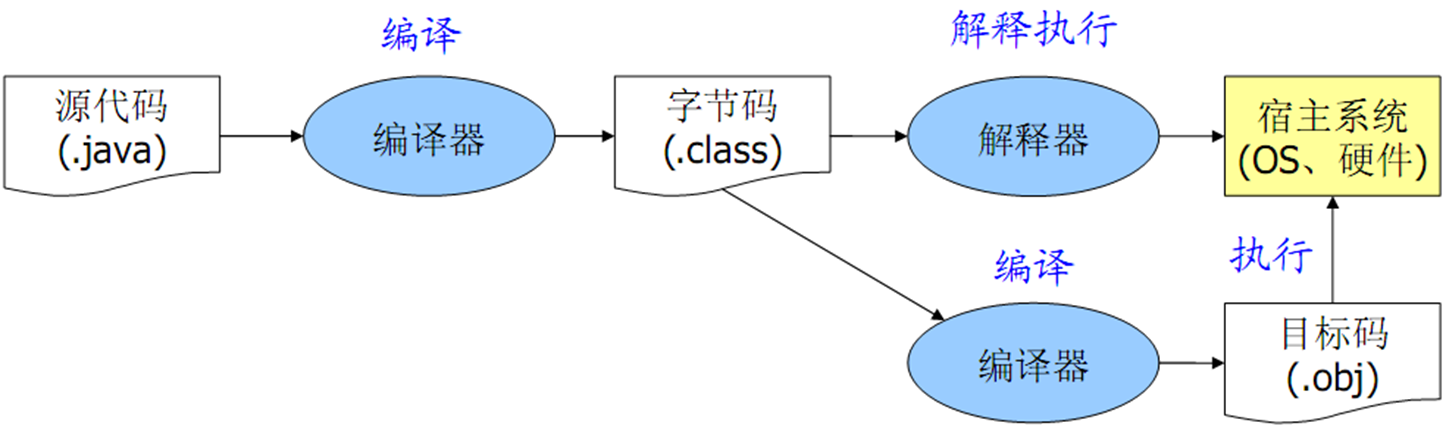 编译
解释执行
源代码
(.java)
编译器
字节码
(.class)
解释器
宿主系统
(OS、硬件)
编译
执行
编译器
目标码
(.obj)